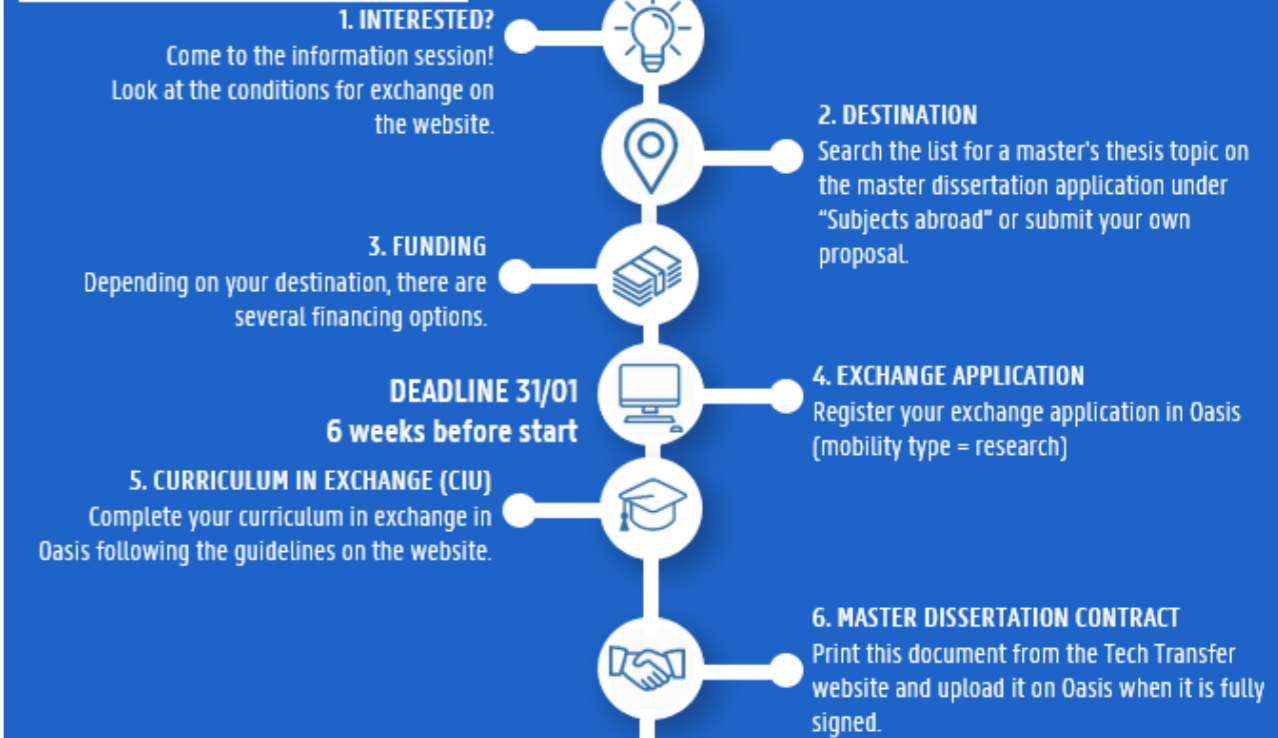 1. INTERESTED?
Come to the information session!
Look at the conditions for exchange on
the website.
2. DESTINATION
Search the list for a master's thesis topic on
the master dissertation application under
“Subjects abroad” or submit your own
proposal.
3. FUNDING
Depending on your destination, there are
several financing options.
DEADLINE 31/01
6 weeks before start
4. EXCHANGE APPLICATION
Register your exchange application in Oasis
(mobility type = research)
5. CURRICULUM IN EXCHANGE (CIU)
Complete your curriculum in exchange in
Oasis following the guidelines on the website.
6. MASTER DISSERTATION CONTRACT
Print this document from the Tech Transfer
website and upload it on Oasis when it is fully
signed.